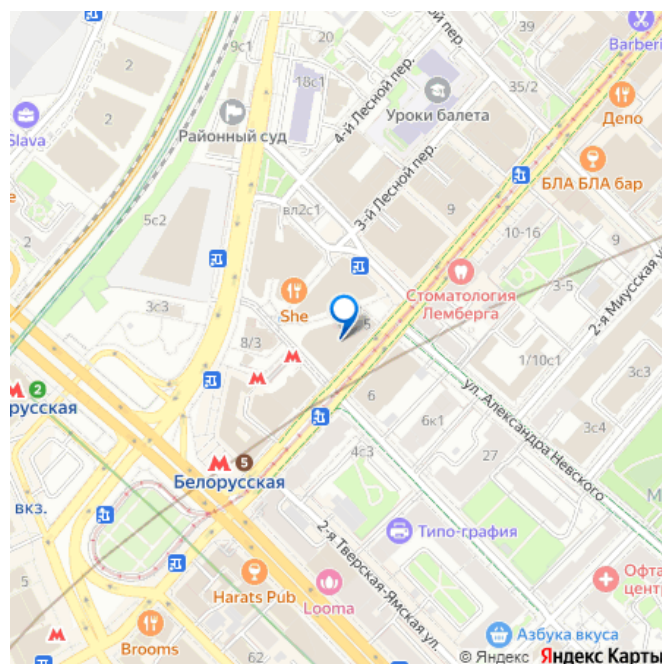 20
20
39
9с1
2
18с1
4-й Лесной пер.
Barberi
35/2
Уроки балета
Депо
Slava
Районный суд
3-й Лесной пер.
БЛА БЛА бар
е
вл2с1
5с2
9
10-16
9
2
3-5
Стоматология
Лемберга
2-я Миусская у
3с3
She
5
8/3
1/10с1
3с3
2
русская
6
6к1
ул. Александра Невского
3с4
5
Белорусская
4с3
27
М
вкз.
Типо-графия
2-я Тверская-Ямская ул.
5
Harats Pub
Looma
Офта
цент
Brooms
62
Азбука вкуса
© Яндекс Яндекс Карты